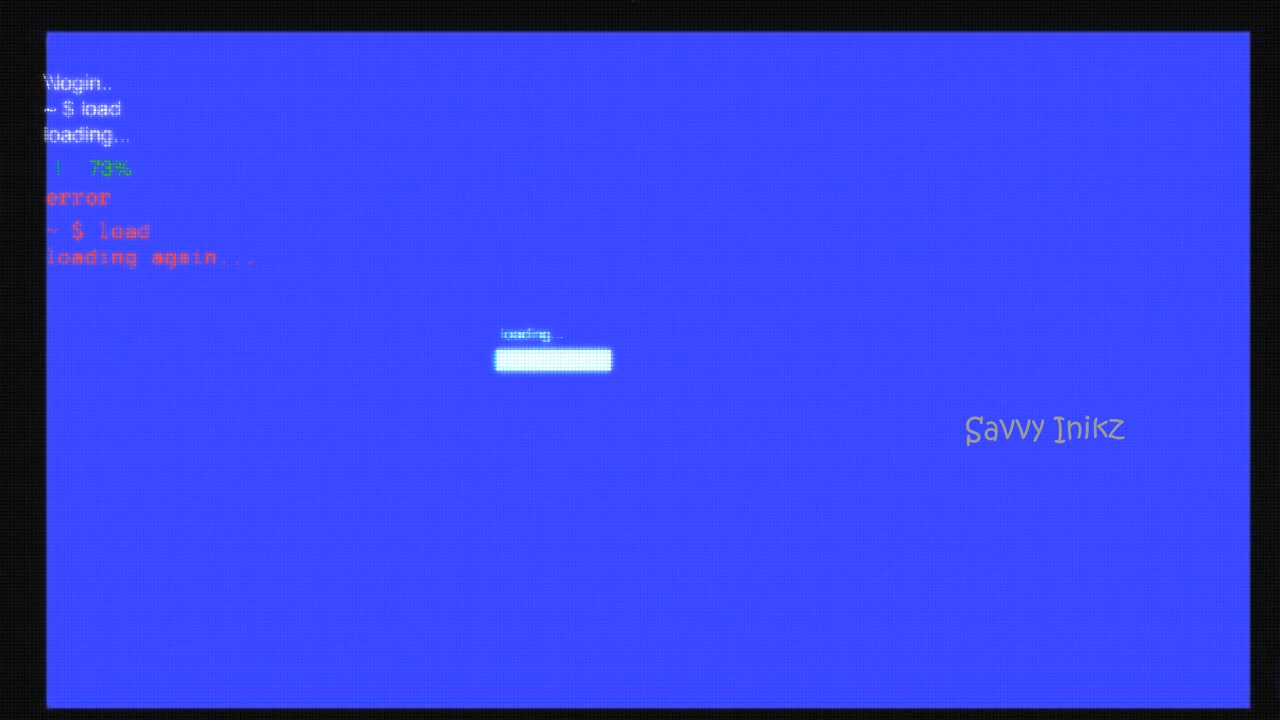 \\login..
~ $ load
loading...
| 73%
error
~ $ load
loading again...
loading...
Savvy Inikz